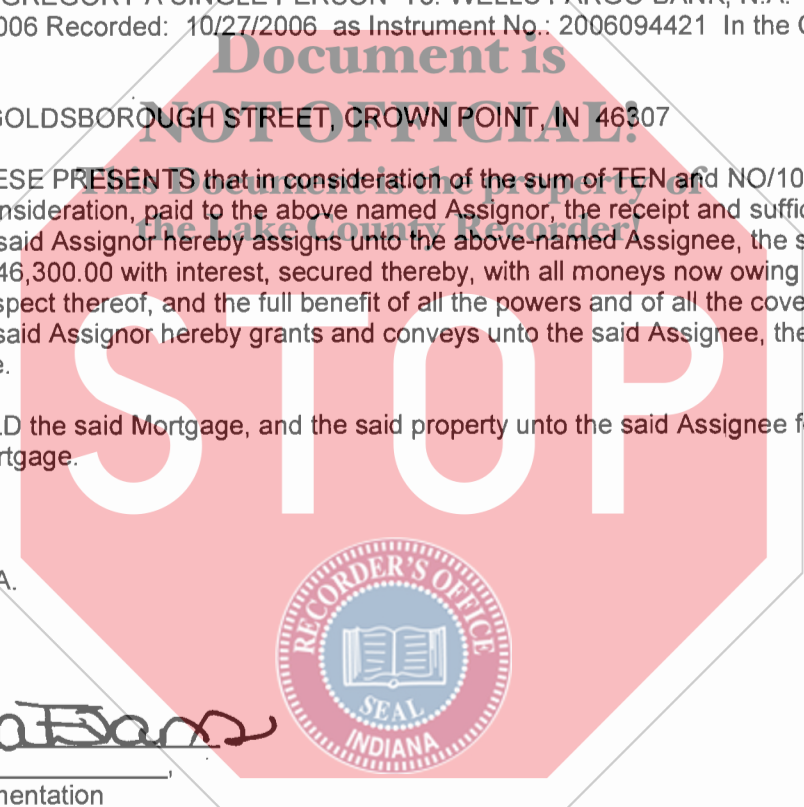 GREGORY A SINGLE PERSON To: WELLS FARGO BANK, N.A.
006 Recorded: 10/27/2006 as Instrument No.: 2006094421 In the
Document is
NOT OFFICIAL!
GOLDSBOROUGH STREET, CROWN POINT, IN 46307
This Document is the property of
the Lake County Recorder!
ESE PRESENTS that in consideration of the sum of TEN and NO/10
nsideration, paid to the above named Assignor, the receipt and suffic
said Assignor hereby assigns unto the above-named Assignee, the s
46,300.00 with interest, secured thereby, with all moneys now owing
spect thereof, and the full benefit of all the powers and of all the cove
said Assignor hereby grants and conveys unto the said Assignee, the
e.
LD the said Mortgage, and the said property unto the said Assignee f
rtgage.
STOP
A.
RECORDER'S OFFICE
SEAL
INDIANA
mentation